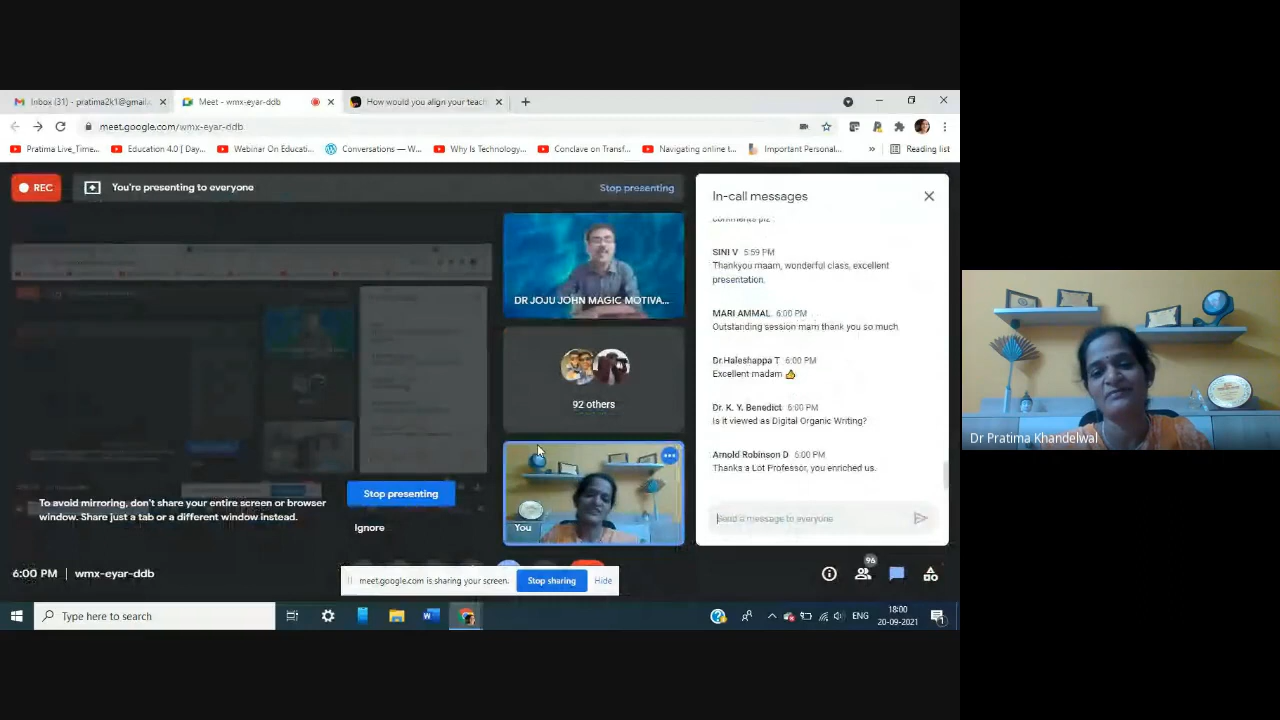 Inbox (31) - pratima2k1@gmail.
Meet - wmx-eyar-ddb
How would you align your teach
meet.google.com/wmx-eyar-ddb
Pratima Live_Time...
Education 4.0 [ Day...
Webinar On Educati...
Conversations — W...
Why Is Technology...
Conclave on Transf...
Navigating online t...
Important Personal...
»
Reading list
REC
You're presenting to everyone
Stop presenting
In-call messages
comments plz
SINI V 5:59 PM
Thankyou maam, wonderful class, excellent
presentation.
MARI AMMAL 6:00 PM
Outstanding session mam thank you so much
Dr.Haleshappa T 6:00 PM
Excellent madam 👍
Dr. K. Y. Benedict 6:00 PM
Is it viewed as Digital Organic Writing?
Arnold Robinson D 6:00 PM
Thanks a Lot Professor, you enriched us.
Send a message to everyone
DR JOJU JOHN MAGIC MOTIVA...
92 others
You
To avoid mirroring, don't share your entire screen or browser
window. Share just a tab or a different window instead.
Stop presenting
Ignore
6:00 PM | wmx-eyar-ddb
96
meet.google.com is sharing your screen.
Stop sharing
Hide
Type here to search
ENG
18:00
20-09-2021
1
Dr Pratima Khandelwal